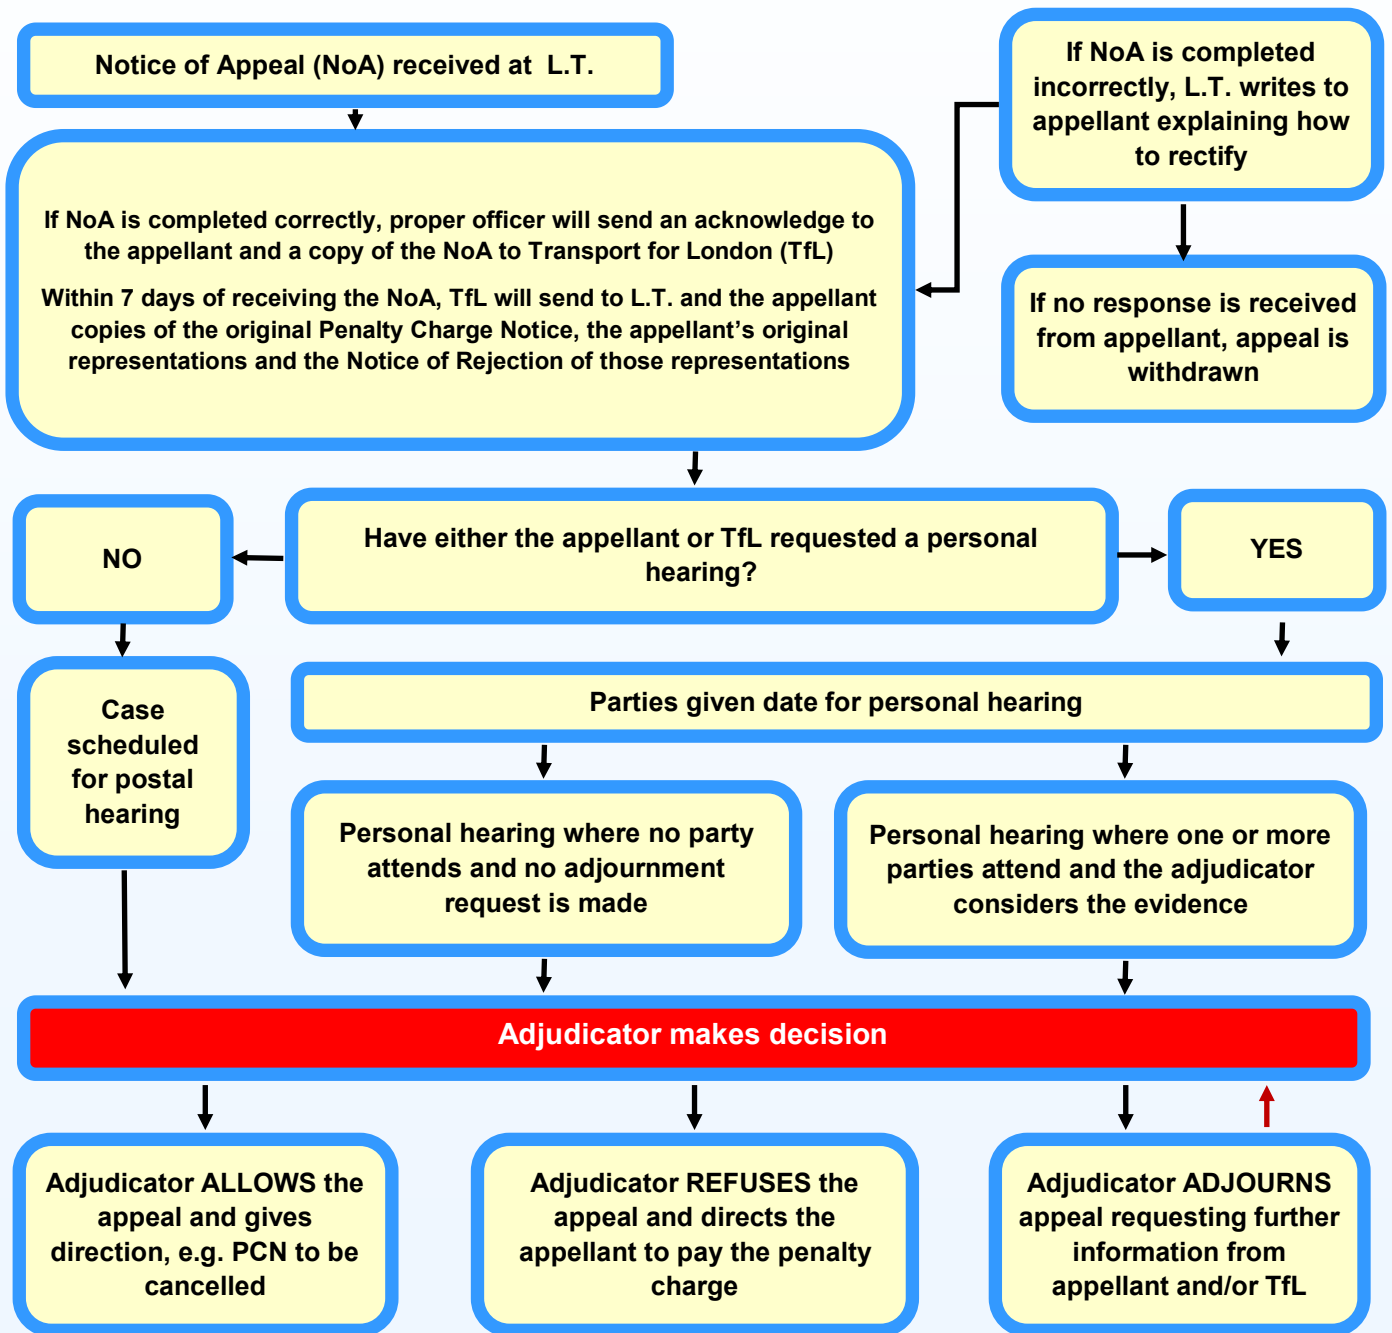 Notice of Appeal (NoA) received at L.T.
If NoA is completed
incorrectly, L.T. writes to
appellant explaining how
to rectify
If NoA is completed correctly, proper officer will send an acknowledge to
the appellant and a copy of the NoA to Transport for London (TfL)
Within 7 days of receiving the NoA, TfL will send to L.T. and the appellant
copies of the original Penalty Charge Notice, the appellant’s original
representations and the Notice of Rejection of those representations
If no response is received
from appellant, appeal is
withdrawn
NO
Have either the appellant or TfL requested a personal
hearing?
YES
Case
scheduled
for postal
hearing
Parties given date for personal hearing
Personal hearing where no party
attends and no adjournment
request is made
Personal hearing where one or more
parties attend and the adjudicator
considers the evidence
Adjudicator makes decision
Adjudicator ALLOWS the
appeal and gives
direction, e.g. PCN to be
cancelled
Adjudicator REFUSES the
appeal and directs the
appellant to pay the penalty
charge
Adjudicator ADJOURNS
appeal requesting further
information from
appellant and/or TfL